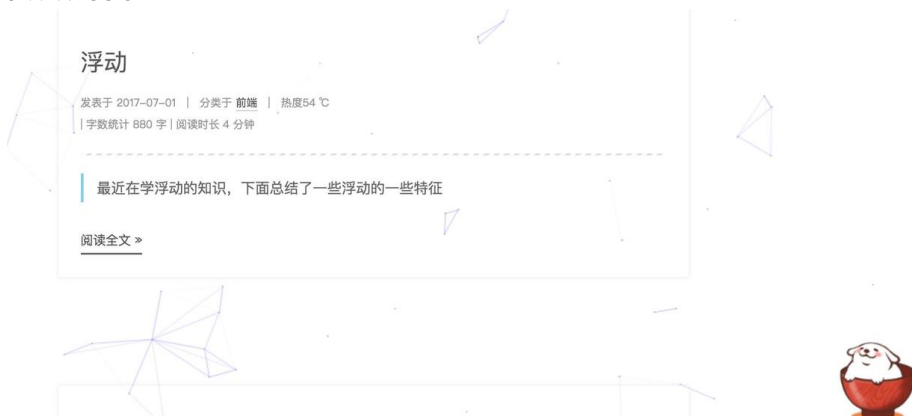 浮动
发表于 2017-07-01 | 分类于 前端 | 热度54 ℃
| 字数统计 880 字 | 阅读时长 4 分钟
最近在学浮动的知识，下面总结了一些浮动的一些特征
阅读全文 »